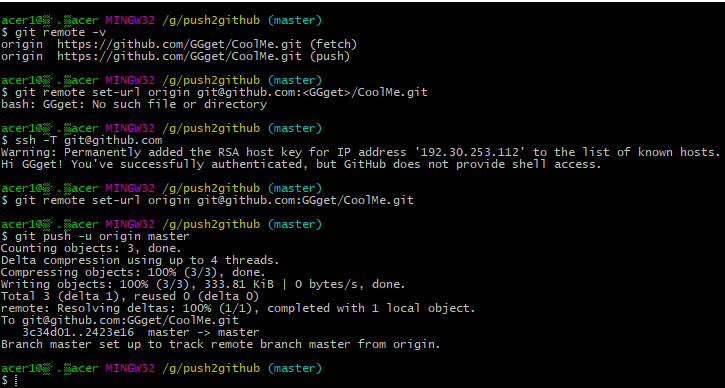 acer1@▒.▒acer MINGW32 /g/push2github (master)
$ git remote -v
origin  https://github.com/GGget/CoolMe.git (fetch)
origin  https://github.com/GGget/CoolMe.git (push)
acer1@▒.▒acer MINGW32 /g/push2github (master)
$ git remote set-url origin git@github.com:<GGget>/CoolMe.git
bash: GGget: No such file or directory
acer1@▒.▒acer MINGW32 /g/push2github (master)
$ ssh -T git@github.com
Warning: Permanently added the RSA host key for IP address '192.30.253.112' to the list of known hosts.
Hi GGget! You've successfully authenticated, but GitHub does not provide shell access.
acer1@▒.▒acer MINGW32 /g/push2github (master)
$ git remote set-url origin git@github.com:GGget/CoolMe.git
acer1@▒.▒acer MINGW32 /g/push2github (master)
$ git push -u origin master
Counting objects: 3, done.
Delta compression using up to 4 threads.
Compressing objects: 100% (3/3), done.
Writing objects: 100% (3/3), 333.81 KiB | 0 bytes/s, done.
Total 3 (delta 1), reused 0 (delta 0)
remote: Resolving deltas: 100% (1/1), completed with 1 local object.
To git@github.com:GGget/CoolMe.git
   3c34d01..2423e16  master -> master
Branch master set up to track remote branch master from origin.
acer1@▒.▒acer MINGW32 /g/push2github (master)
$